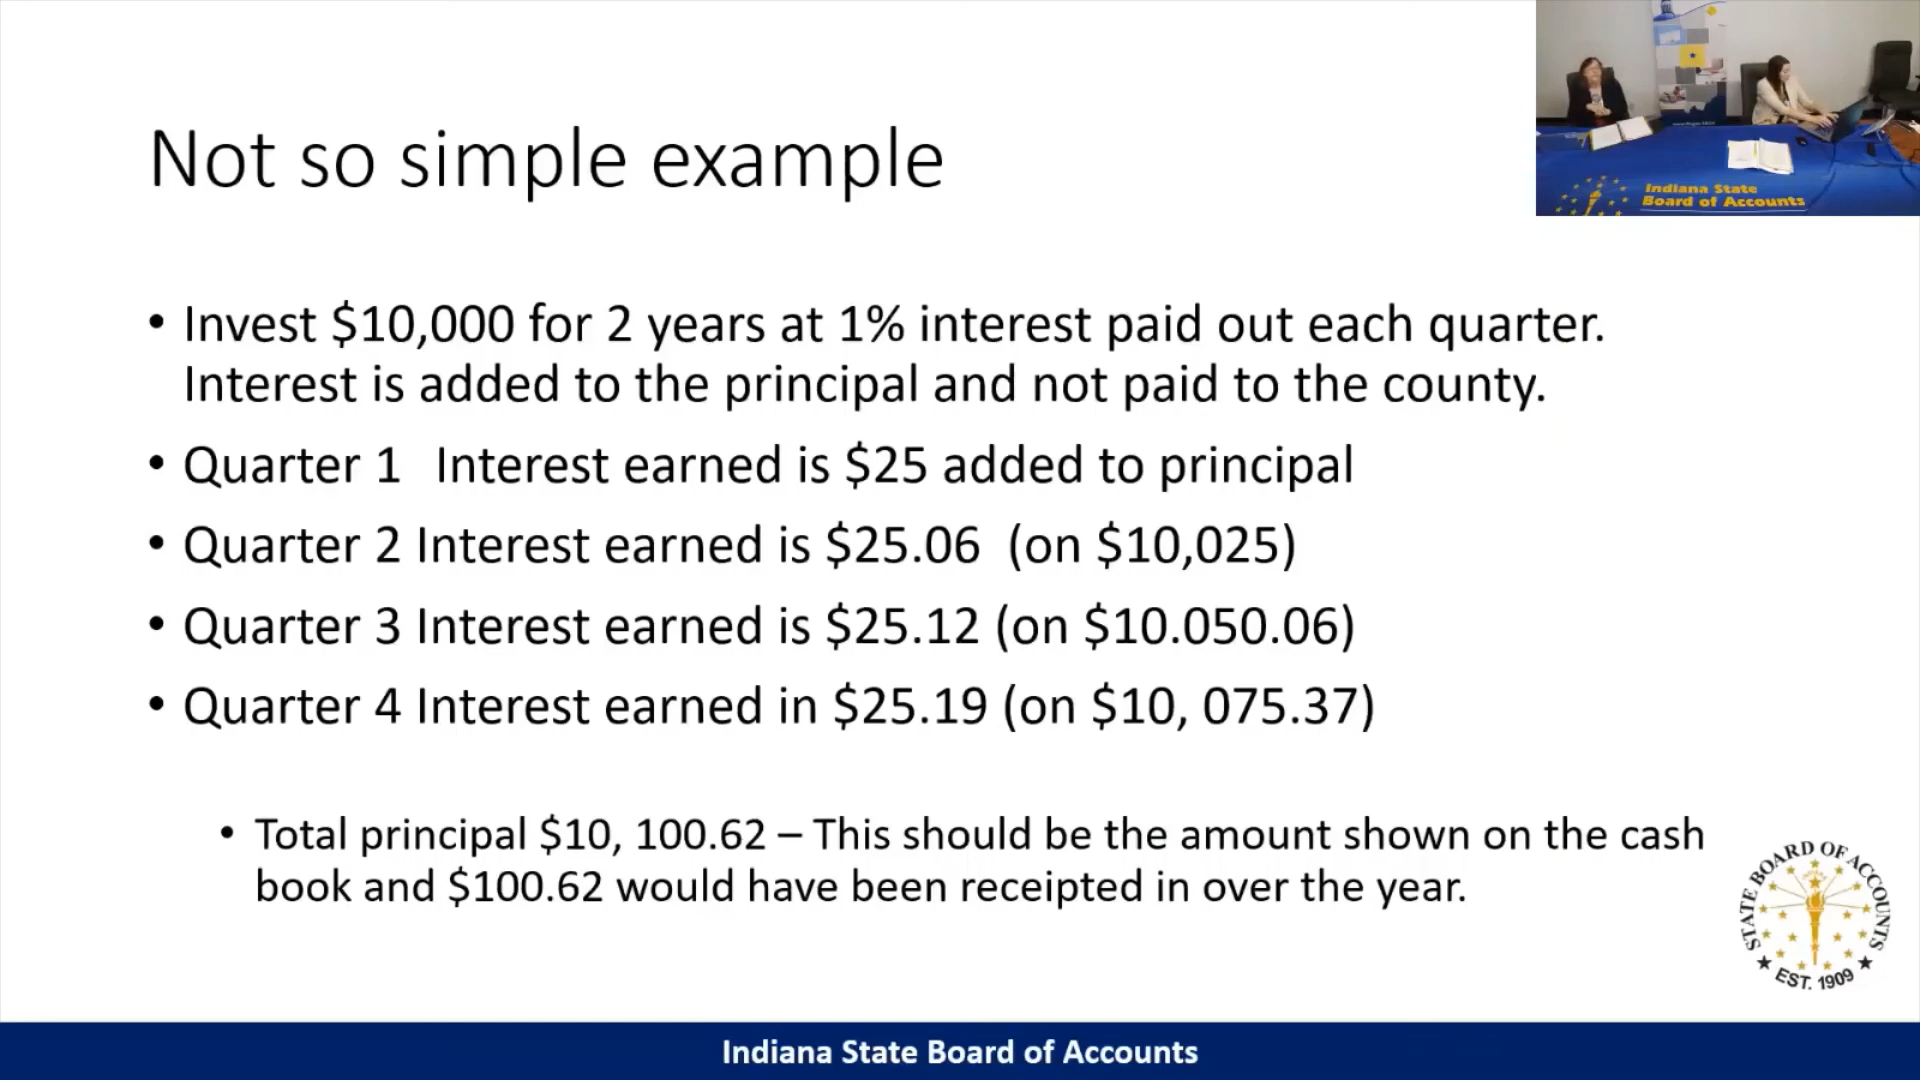 Not so simple example
Indiana State
Board of Accounts
• Invest $10,000 for 2 years at 1% interest paid out each quarter.
Interest is added to the principal and not paid to the county.
• Quarter 1 Interest earned is $25 added to principal
• Quarter 2 Interest earned is $25.06 (on $10,025)
• Quarter 3 Interest earned is $25.12 (on $10.050.06)
• Quarter 4 Interest earned in $25.19 (on $10, 075.37)
• Total principal $10, 100.62 – This should be the amount shown on the cash
book and $100.62 would have been receipted in over the year.
STATE BOARD OF ACCOUNTS
★ EST. 1909 ★
Indiana State Board of Accounts